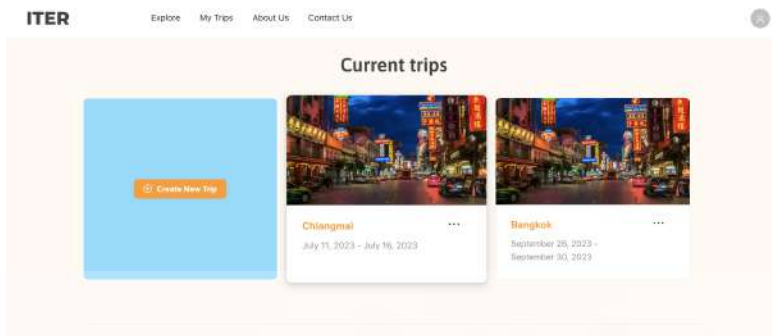 ITER
Explore
My Trips
About Us
Contact Us
Current trips
Create New Trip
Chiangmai
...
July 11, 2023 - July 16, 2023
Bangkok
...
September 26, 2023 -
September 30, 2023